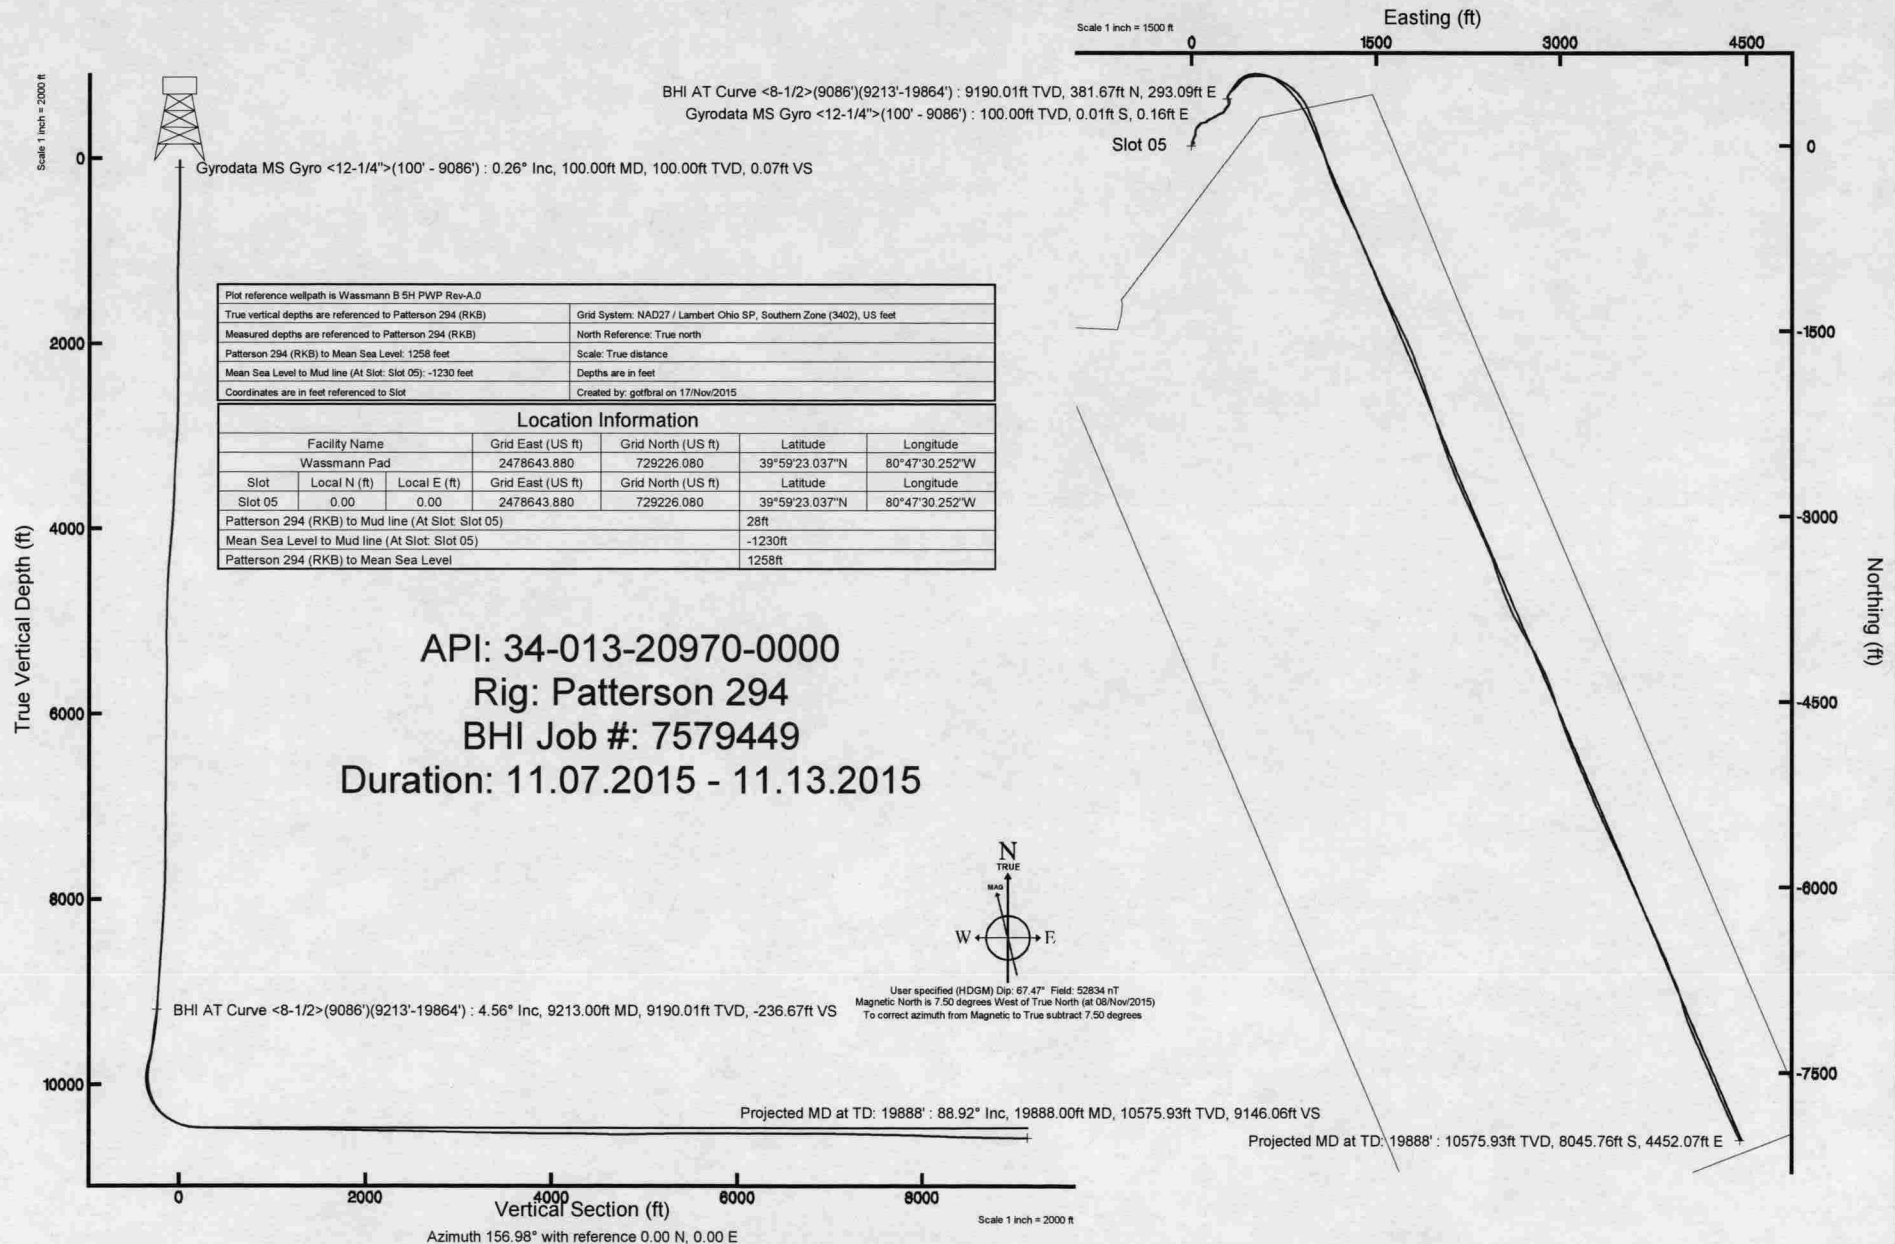 Scale 1 inch = 1500 ft
Easting (ft)
0 1500 3000 4500
BHI AT Curve <8-1/2>(9086')(9213'-19864') : 9190.01ft TVD, 381.67ft N, 293.09ft E
Gyrodata MS Gyro <12-1/4">(100' - 9086') : 100.00ft TVD, 0.01ft S, 0.16ft E
Slot 05
Scale 1 inch = 2000 ft
Gyrodata MS Gyro <12-1/4">(100' - 9086') : 0.26° Inc, 100.00ft MD, 100.00ft TVD, 0.07ft VS
True Vertical Depth (ft)
0
2000
4000
6000
8000
10000
Plot reference wellpath is Wassmann B 5H PWP Rev-A.0
True vertical depths are referenced to Patterson 294 (RKB) Grid System: NAD27 / Lambert Ohio SP, Southern Zone (3402), US feet
Measured depths are referenced to Patterson 294 (RKB) North Reference: True north
Patterson 294 (RKB) to Mean Sea Level: 1258 feet Scale: True distance
Mean Sea Level to Mud line (At Slot: Slot 05): -1230 feet Depths are in feet
Coordinates are in feet referenced to Slot Created by: gotfbral on 17/Nov/2015
Location Information
Facility Name Grid East (US ft) Grid North (US ft) Latitude Longitude
Wassmann Pad 2478643.880 729226.080 39°59'23.037"N 80°47'30.252"W
Slot Local N (ft) Local E (ft) Grid East (US ft) Grid North (US ft) Latitude Longitude
Slot 05 0.00 0.00 2478643.880 729226.080 39°59'23.037"N 80°47'30.252"W
Patterson 294 (RKB) to Mud line (At Slot: Slot 05) 28ft
Mean Sea Level to Mud line (At Slot: Slot 05) -1230ft
Patterson 294 (RKB) to Mean Sea Level 1258ft
API: 34-013-20970-0000
Rig: Patterson 294
BHI Job #: 7579449
Duration: 11.07.2015 - 11.13.2015
N
TRUE
MAG
W E
User specified (HDGM) Dip: 67.47° Field: 52834 nT
Magnetic North is 7.50 degrees West of True North (at 08/Nov/2015)
To correct azimuth from Magnetic to True subtract 7.50 degrees
BHI AT Curve <8-1/2>(9086')(9213'-19864') : 4.56° Inc, 9213.00ft MD, 9190.01ft TVD, -236.67ft VS
Projected MD at TD: 19888' : 88.92° Inc, 19888.00ft MD, 10575.93ft TVD, 9146.06ft VS
Projected MD at TD: 19888' : 10575.93ft TVD, 8045.76ft S, 4452.07ft E
0 2000 4000 6000 8000
Vertical Section (ft)
Scale 1 inch = 2000 ft
Azimuth 156.98° with reference 0.00 N, 0.00 E
0
-1500
-3000
-4500
-6000
-7500
Northing (ft)